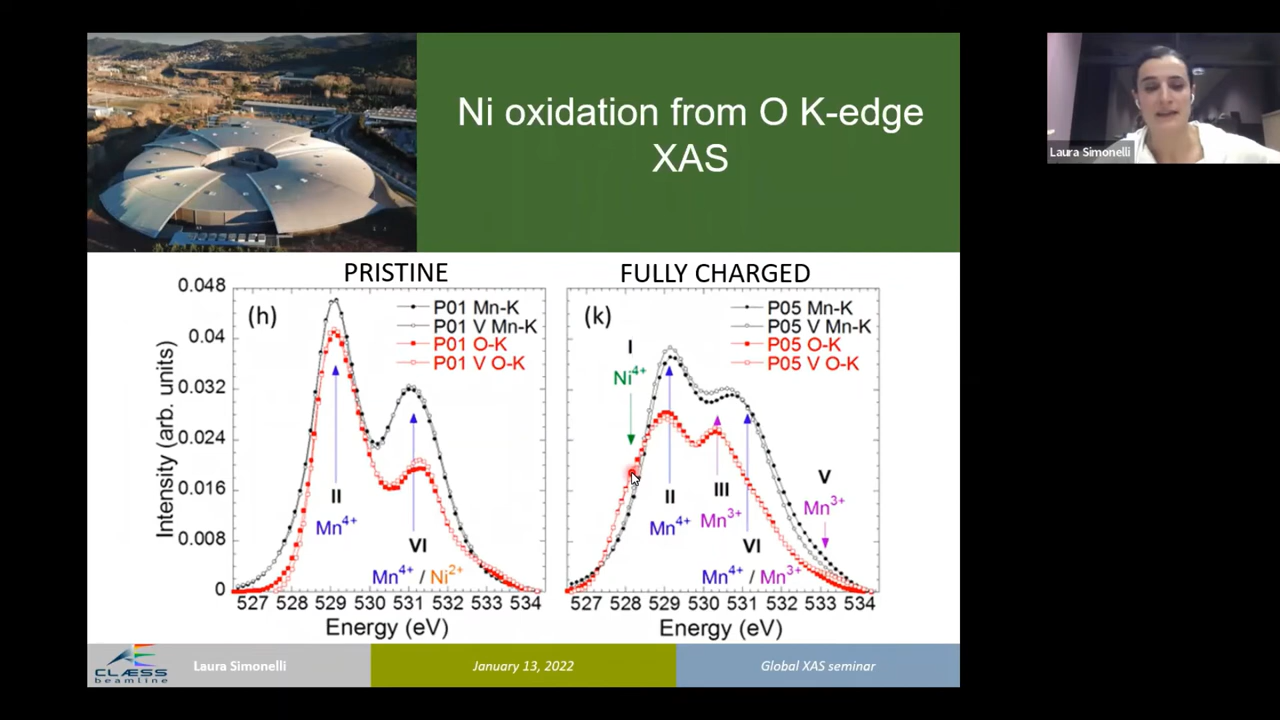 Ni oxidation from O K-edge
XAS
Laura Simonelli
PRISTINE
FULLY CHARGED
0.048
0.04
0.032
0.024
0.016
0.008
0
Intensity (arb. units)
(h)
P01 Mn-K
P01 V Mn-K
P01 O-K
P01 V O-K
II
Mn4+
VI
Mn4+ / Ni2+
527 528 529 530 531 532 533 534
Energy (eV)
(k)
P05 Mn-K
P05 V Mn-K
P05 O-K
P05 V O-K
I
Ni4+
II
Mn4+
III
Mn3+
V
Mn3+
VI
Mn4+ / Mn3+
527 528 529 530 531 532 533 534
Energy (eV)
CLÆSS
beamline
Laura Simonelli
January 13, 2022
Global XAS seminar